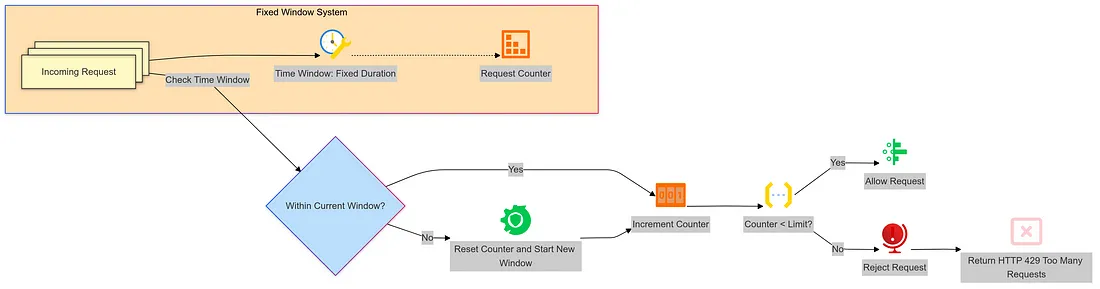 Fixed Window System
Incoming Request
Time Window: Fixed Duration
Request Counter
Check Time Window
Within Current Window?
Yes
No
Reset Counter and Start New
Window
001
Increment Counter
Counter < Limit?
Yes
Allow Request
No
Reject Request
Return HTTP 429 Too Many
Requests